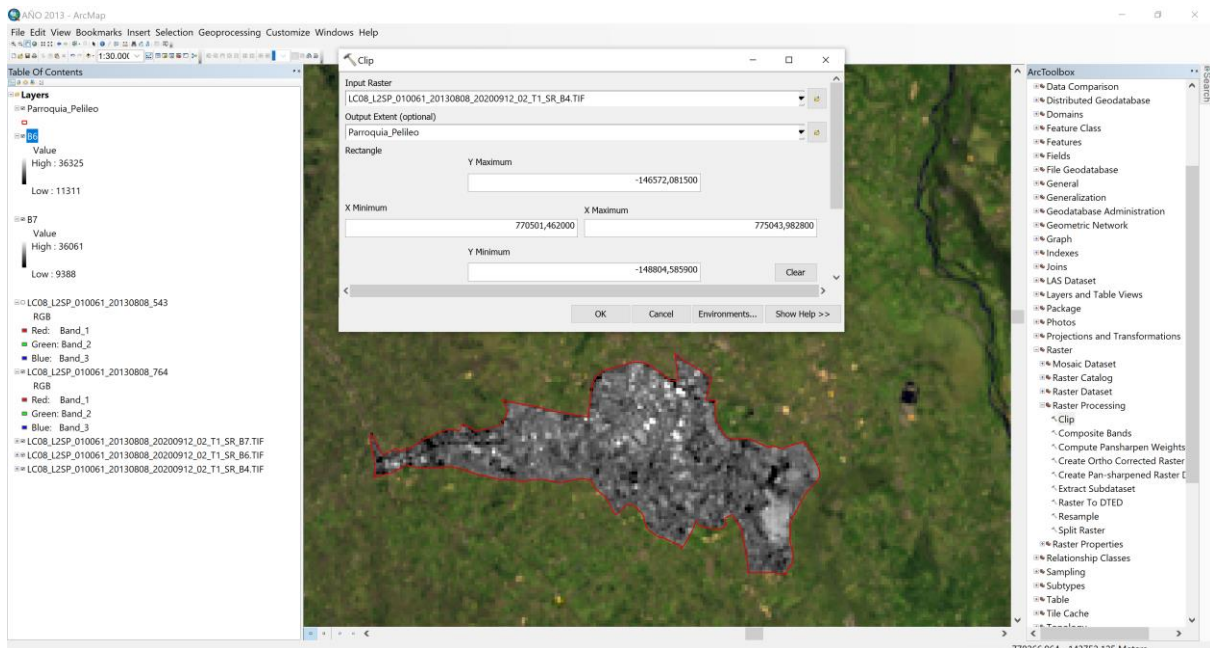 AÑO 2013 - ArcMap
File Edit View Bookmarks Insert Selection Geoprocessing Customize Windows Help
1:30.000
Table Of Contents
Layers
Parroquia_Pelileo
B6
Value
High : 36325
Low : 11311
B7
Value
High : 36061
Low : 9388
LC08_L2SP_010061_20130808_543
RGB
Red: Band_1
Green: Band_2
Blue: Band_3
LC08_L2SP_010061_20130808_764
RGB
Red: Band_1
Green: Band_2
Blue: Band_3
LC08_L2SP_010061_20130808_20200912_02_T1_SR_B7.TIF
LC08_L2SP_010061_20130808_20200912_02_T1_SR_B6.TIF
LC08_L2SP_010061_20130808_20200912_02_T1_SR_B4.TIF
Clip
Input Raster
LC08_L2SP_010061_20130808_20200912_02_T1_SR_B4.TIF
Output Extent (optional)
Parroquia_Pelileo
Rectangle
Y Maximum
-146572,081500
X Minimum
X Maximum
770501,462000
775043,982800
Y Minimum
-148804,585900
Clear
OK Cancel Environments... Show Help >>
ArcToolbox
Search
Data Comparison
Distributed Geodatabase
Domains
Feature Class
Features
Fields
File Geodatabase
General
Generalization
Geodatabase Administration
Geometric Network
Graph
Indexes
Joins
LAS Dataset
Layers and Table Views
Package
Photos
Projections and Transformations
Raster
Mosaic Dataset
Raster Catalog
Raster Dataset
Raster Processing
Clip
Composite Bands
Compute Pansharpen Weights
Create Ortho Corrected Raster
Create Pan-sharpened Raster D
Extract Subdataset
Raster To DTED
Resample
Split Raster
Raster Properties
Relationship Classes
Sampling
Subtypes
Table
Tile Cache